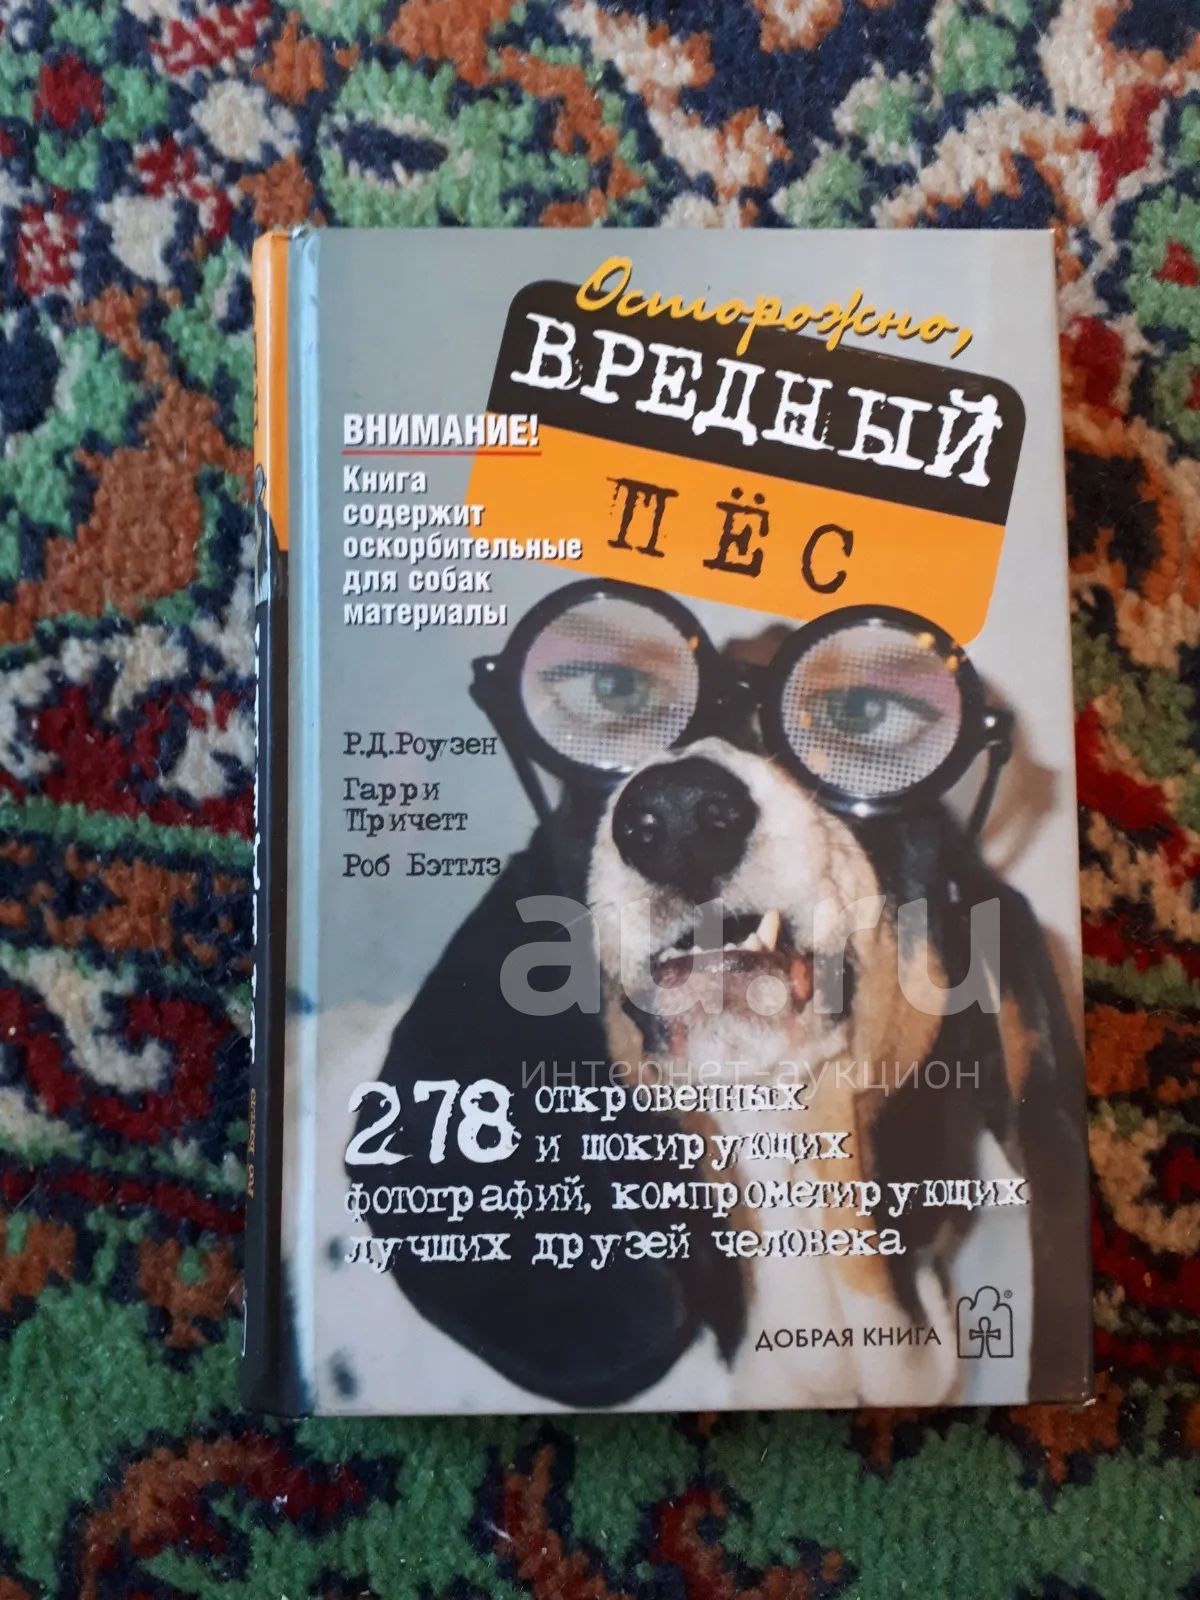 Осторожно,
ВРЕДНЫЙ
ПЁС
ВНИМАНИЕ!
Книга
содержит
оскорбительные
для собак
материалы
Р.Д.Роузен
Гарри
Причетт
Роб Бэттлз
au.ru
интернет-аукцион
278 откровенных
и шокирующих
фотографий, компрометирующих
лучших друзей человека
ДОБРАЯ КНИГА